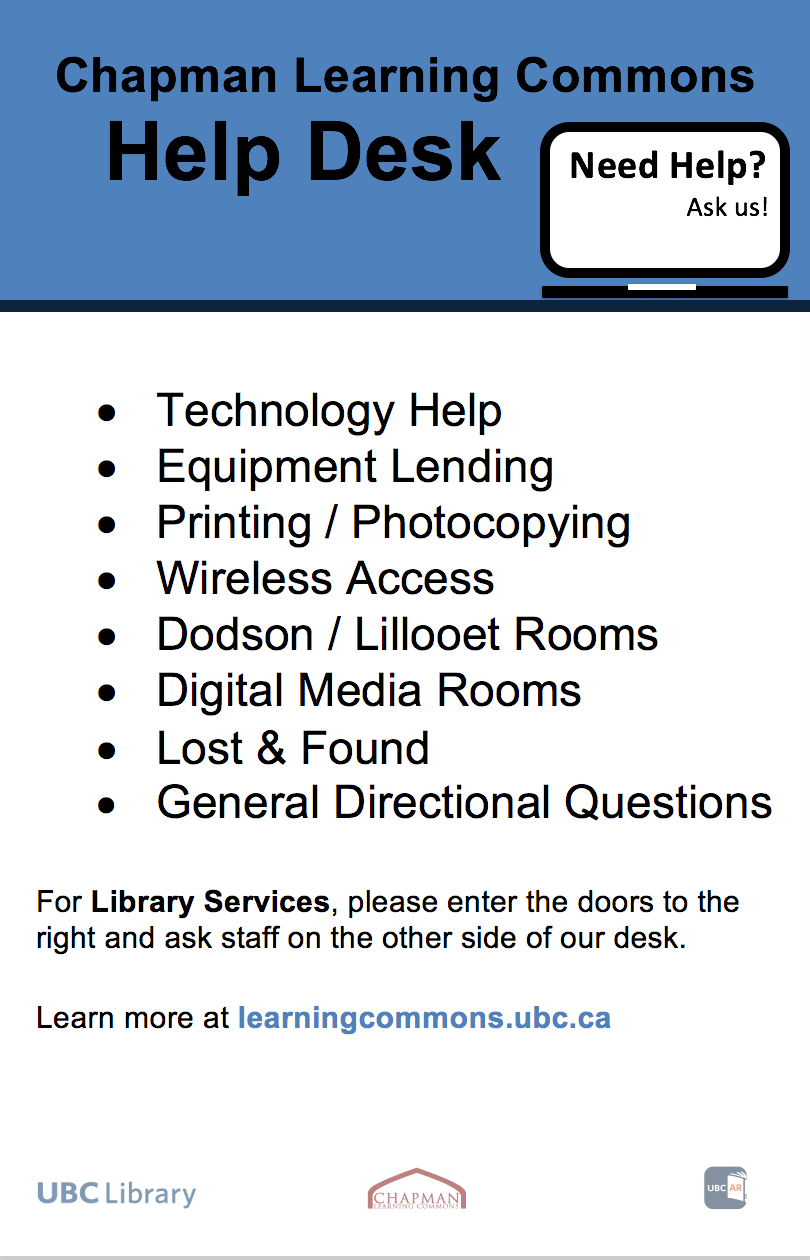 Chapman Learning Commons
Help Desk
Need Help?
Ask us!
● Technology Help
● Equipment Lending
● Printing / Photocopying
● Wireless Access
● Dodson / Lillooet Rooms
● Digital Media Rooms
● Lost & Found
● General Directional Questions
For Library Services, please enter the doors to the
right and ask staff on the other side of our desk.
Learn more at learningcommons.ubc.ca
UBC Library
CHAPMAN
LEARNING COMMONS
UBC AR